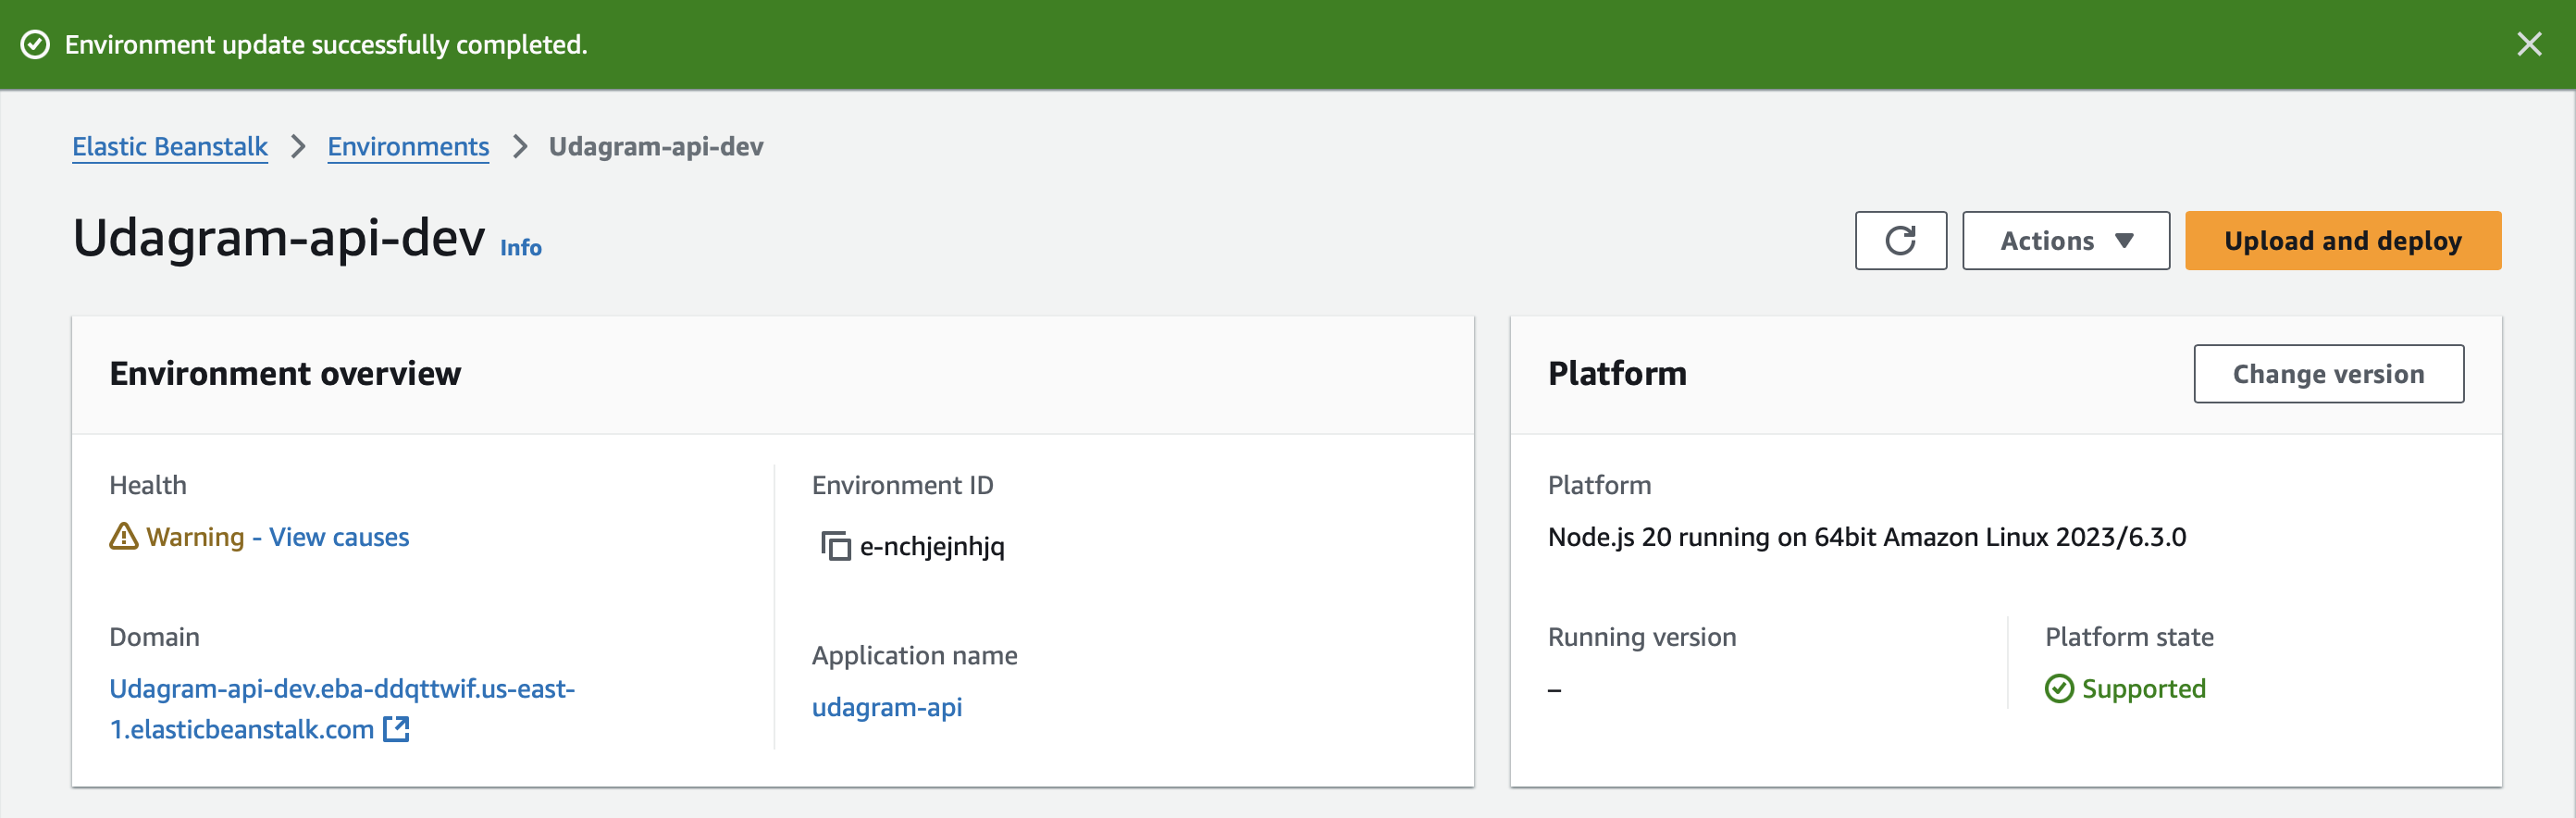 Environment update successfully completed.
Elastic Beanstalk > Environments > Udagram-api-dev
Udagram-api-dev Info
Actions
Upload and deploy
Environment overview
Health
Warning - View causes
Domain
Udagram-api-dev.eba-ddqttwif.us-east-
1.elasticbeanstalk.com
Environment ID
e-nchjejnhjq
Application name
udagram-api
Platform
Change version
Platform
Node.js 20 running on 64bit Amazon Linux 2023/6.3.0
Running version
–
Platform state
Supported